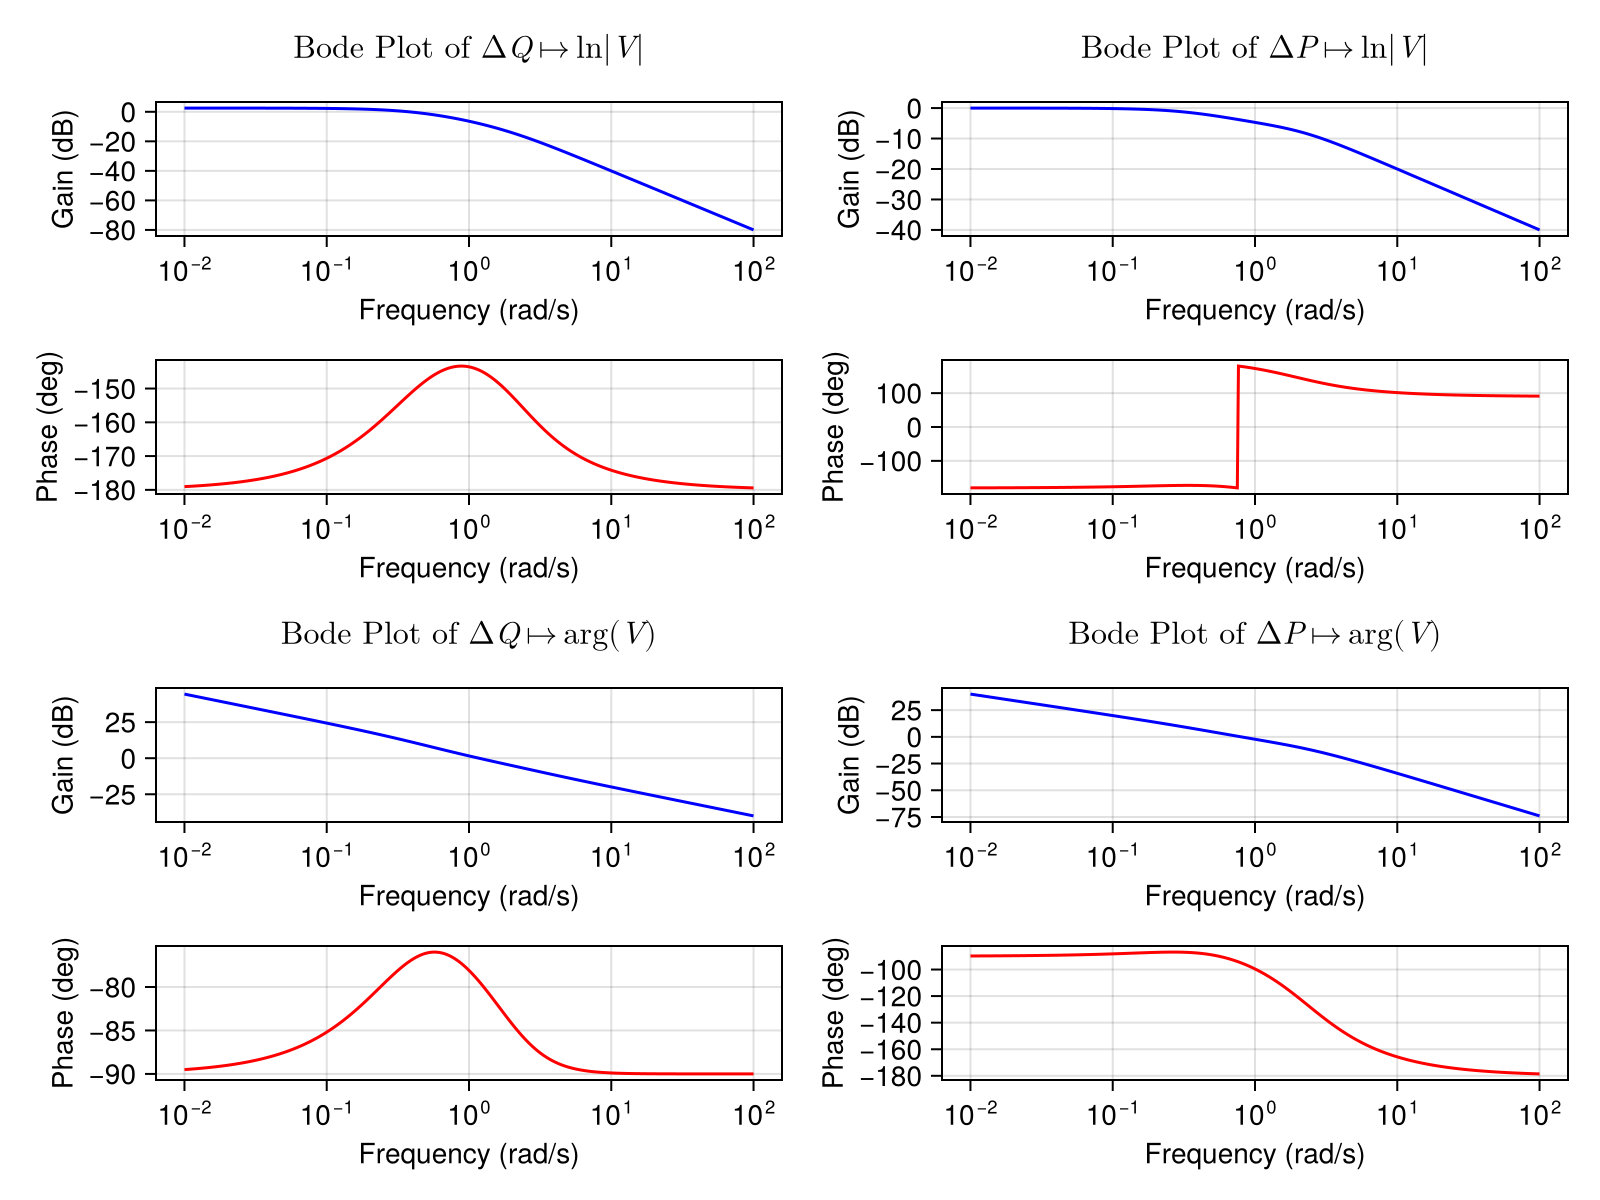 Bode Plot of ΔQ↦ln|V|
Gain (dB)
0
−20
−40
−60
−80
10⁻² 10⁻¹ 10⁰ 10¹ 10²
Frequency (rad/s)
Phase (deg)
−150
−160
−170
−180
10⁻² 10⁻¹ 10⁰ 10¹ 10²
Frequency (rad/s)
Bode Plot of ΔP↦ln|V|
Gain (dB)
0
−10
−20
−30
−40
10⁻² 10⁻¹ 10⁰ 10¹ 10²
Frequency (rad/s)
Phase (deg)
100
0
−100
10⁻² 10⁻¹ 10⁰ 10¹ 10²
Frequency (rad/s)
Bode Plot of ΔQ↦arg(V)
Gain (dB)
25
0
−25
10⁻² 10⁻¹ 10⁰ 10¹ 10²
Frequency (rad/s)
Phase (deg)
−80
−85
−90
10⁻² 10⁻¹ 10⁰ 10¹ 10²
Frequency (rad/s)
Bode Plot of ΔP↦arg(V)
Gain (dB)
25
0
−25
−50
−75
10⁻² 10⁻¹ 10⁰ 10¹ 10²
Frequency (rad/s)
Phase (deg)
−100
−120
−140
−160
−180
10⁻² 10⁻¹ 10⁰ 10¹ 10²
Frequency (rad/s)